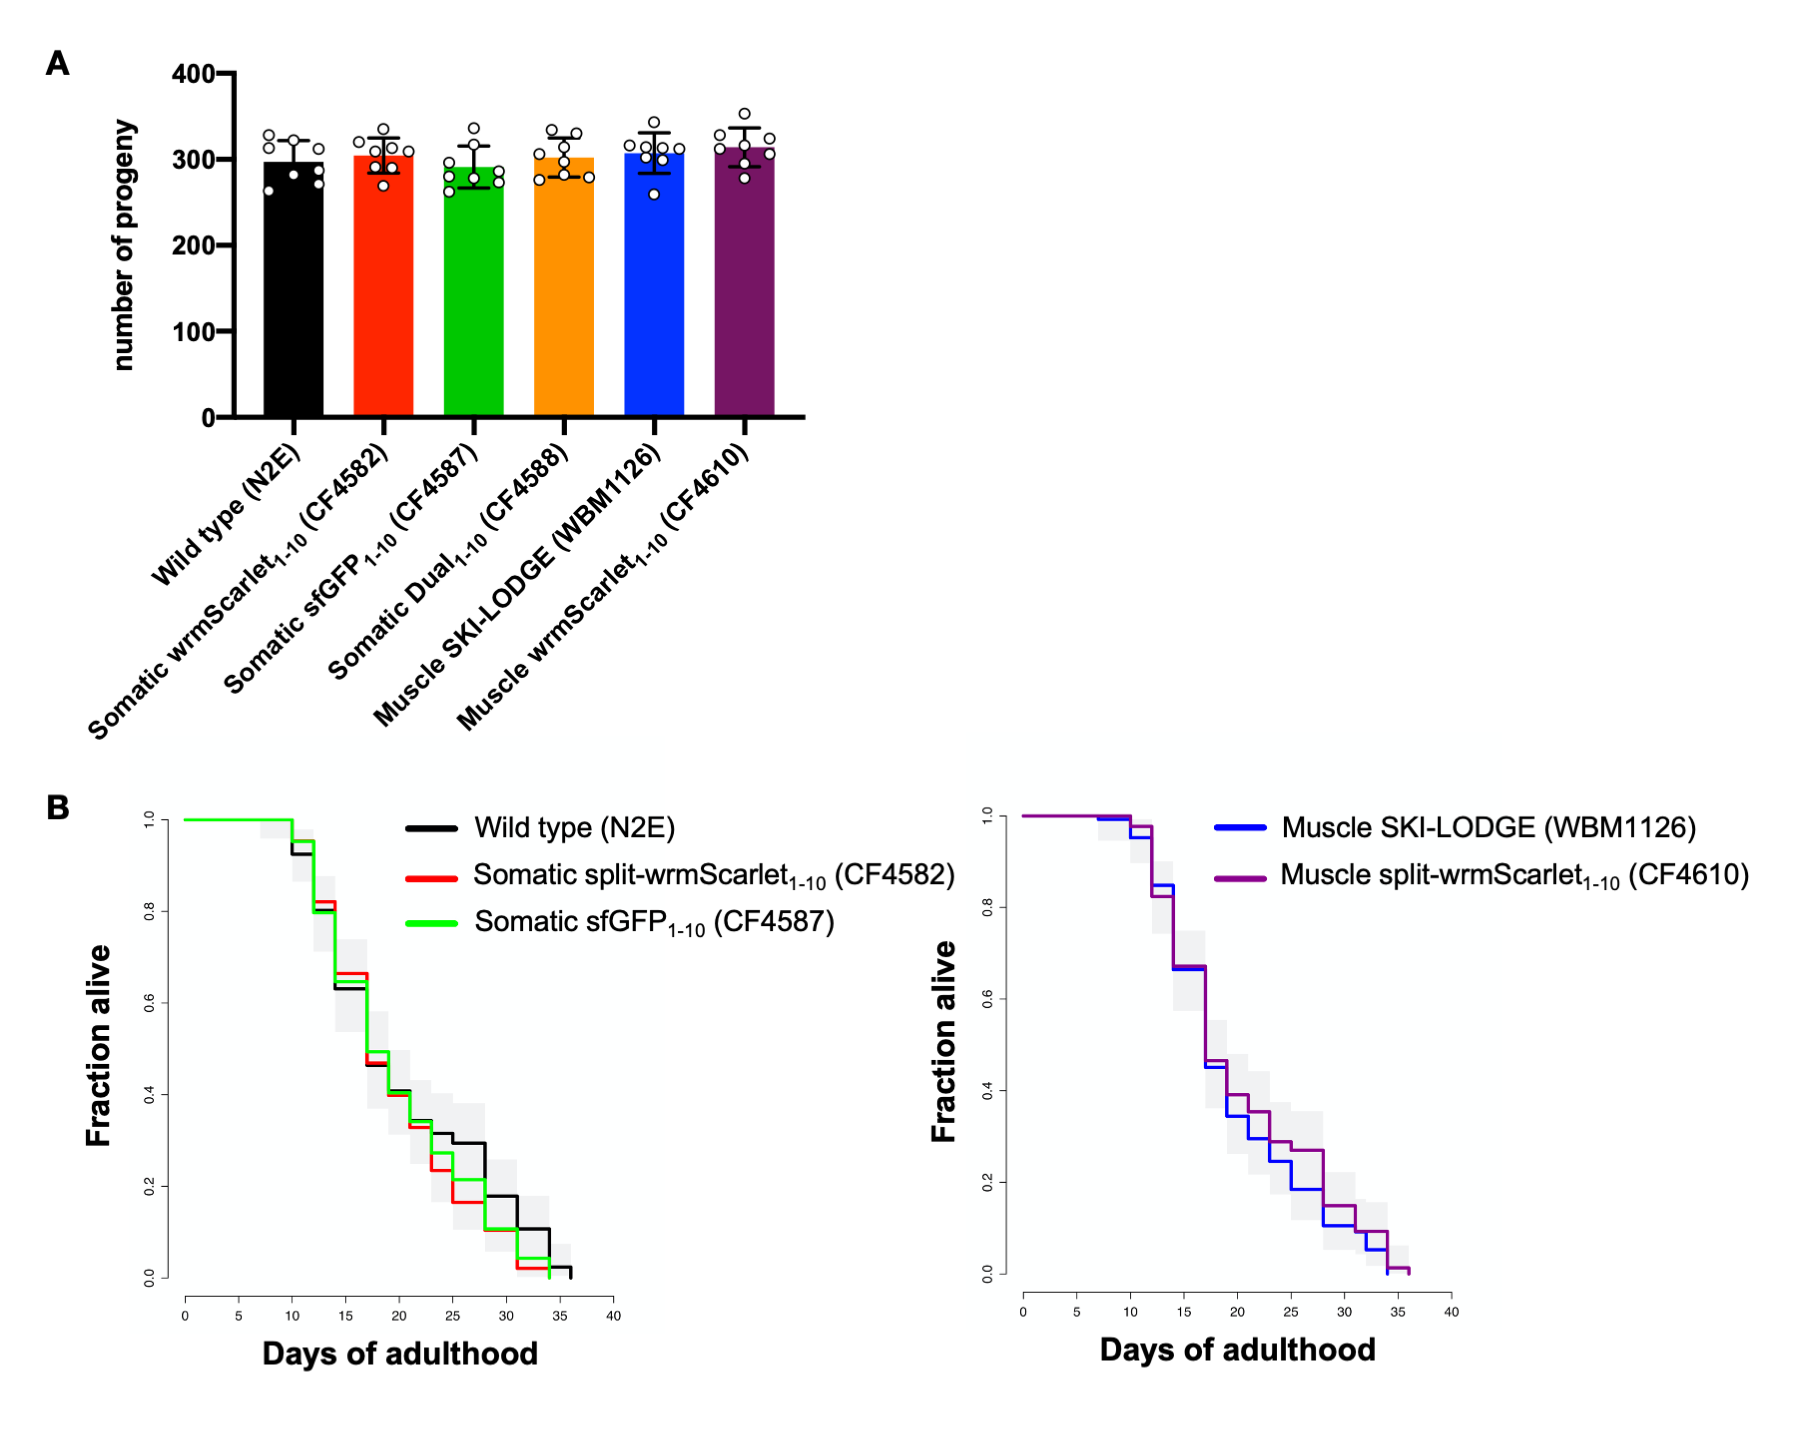 A
number of progeny
400
300
200
100
0
Wild type (N2E)
Somatic wrmScarlet1-10 (CF4582)
Somatic sfGFP1-10 (CF4587)
Somatic Dual1-10 (CF4588)
Muscle SKI-LODGE (WBM1126)
Muscle wrmScarlet1-10 (CF4610)
B
Fraction alive
1.0
0.8
0.6
0.4
0.2
0.0
Wild type (N2E)
Somatic split-wrmScarlet1-10 (CF4582)
Somatic sfGFP1-10 (CF4587)
0 5 10 15 20 25 30 35 40
Days of adulthood
Fraction alive
1.0
0.8
0.6
0.4
0.2
0.0
Muscle SKI-LODGE (WBM1126)
Muscle split-wrmScarlet1-10 (CF4610)
0 5 10 15 20 25 30 35 40
Days of adulthood